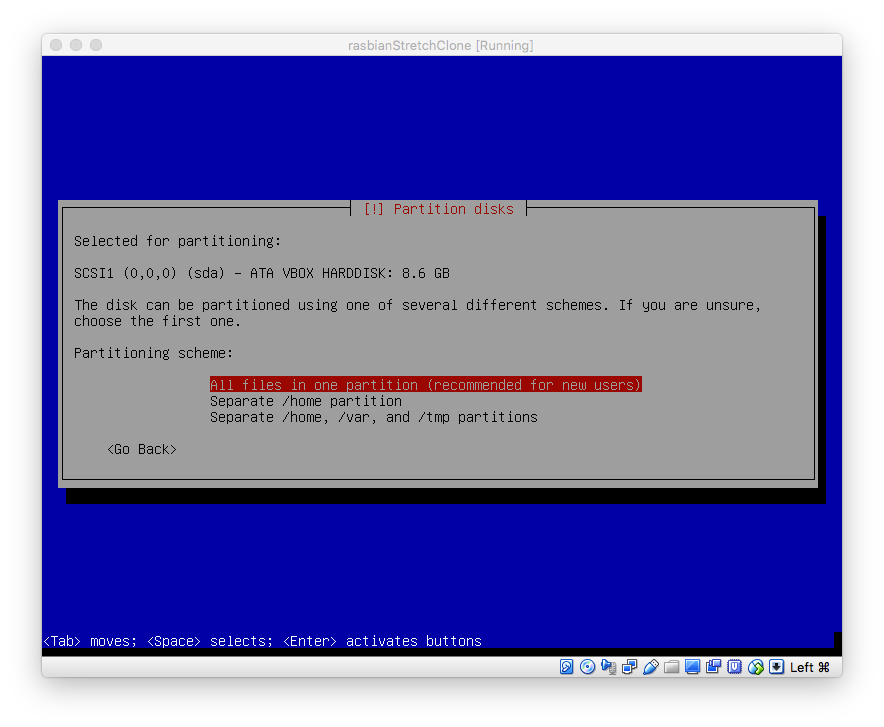 rasbianStretchClone [Running]
[!] Partition disks
Selected for partitioning:
SCSI1 (0,0,0) (sda) - ATA VBOX HARDDISK: 8.6 GB
The disk can be partitioned using one of several different schemes. If you are unsure,
choose the first one.
Partitioning scheme:
All files in one partition (recommended for new users)
Separate /home partition
Separate /home, /var, and /tmp partitions
<Go Back>
<Tab> moves; <Space> selects; <Enter> activates buttons
Left ⌘